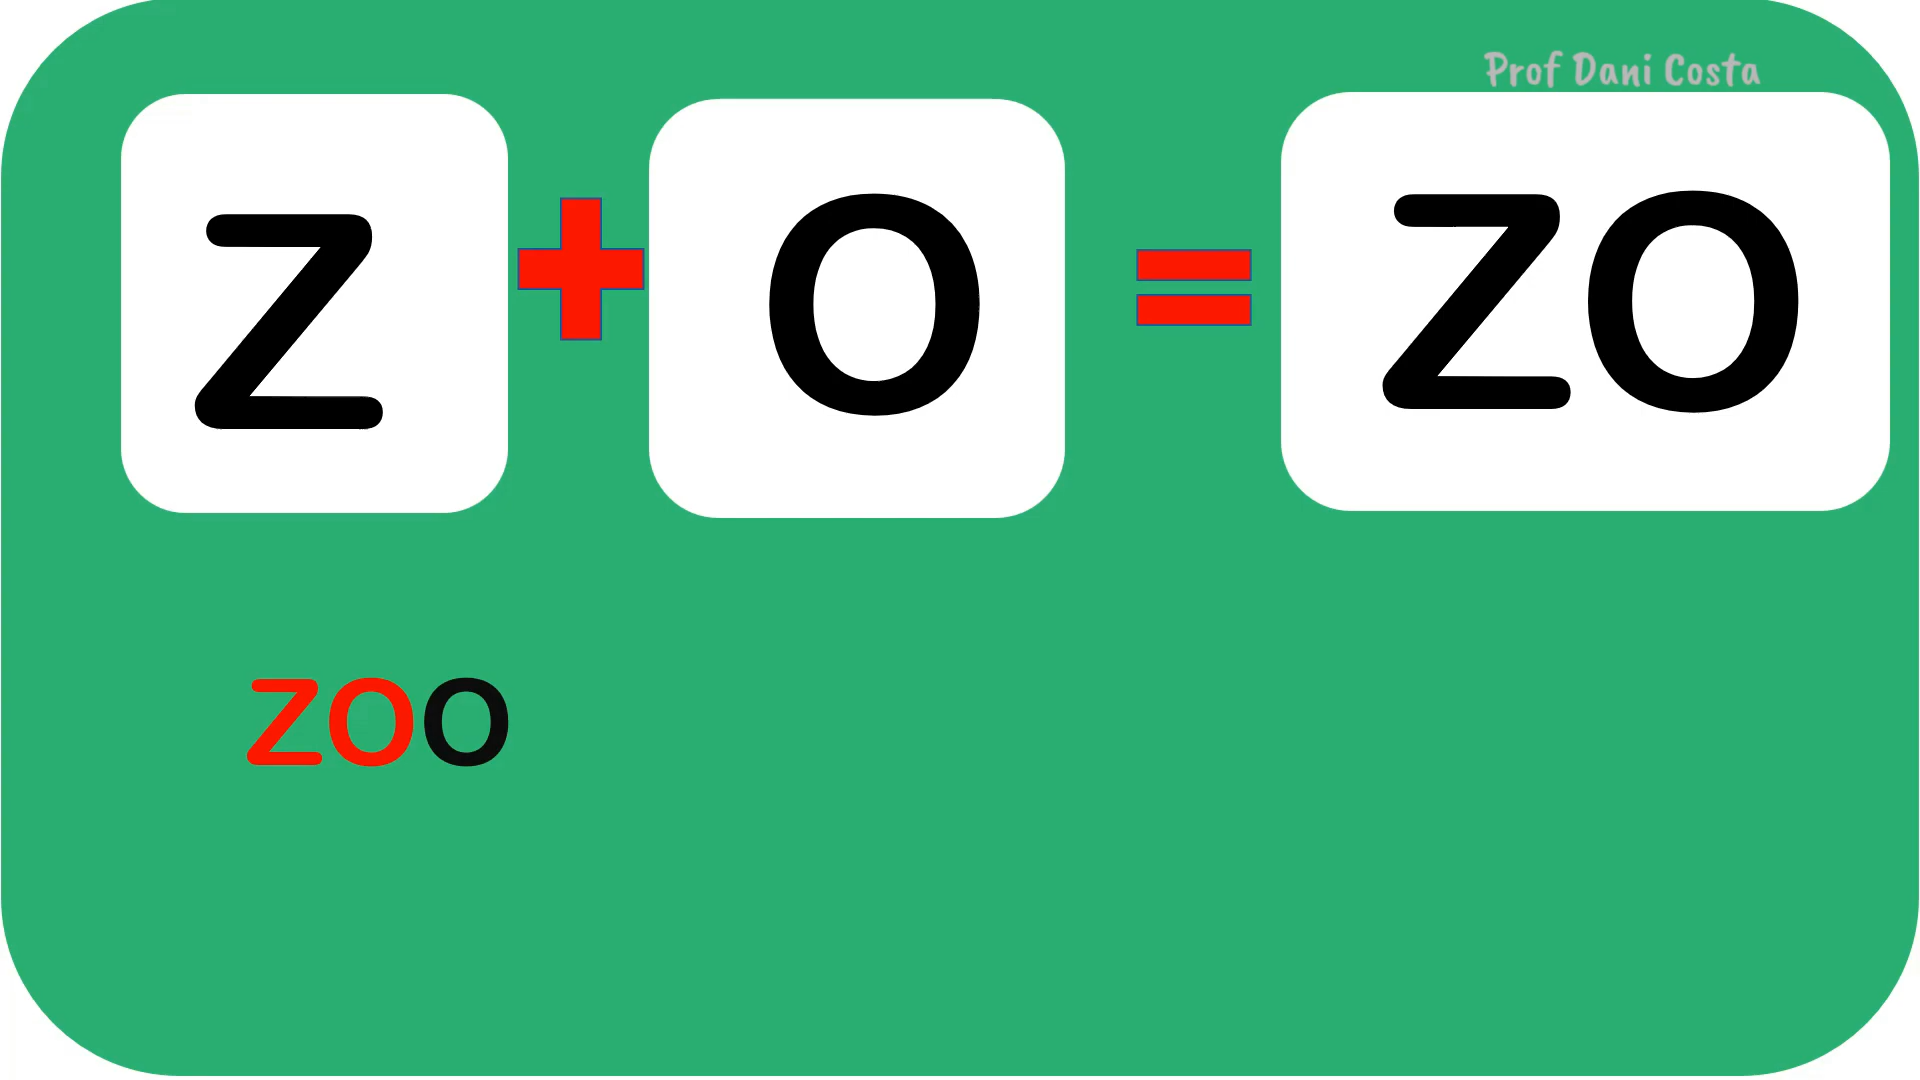 Prof Dani Costa
Z + O = ZO
ZOO